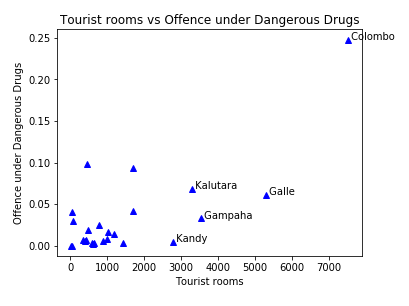 Tourist rooms vs Offence under Dangerous Drugs
Offence under Dangerous Drugs
0.25
0.20
0.15
0.10
0.05
0.00
Colombo
Kalutara
Galle
Gampaha
Kandy
0
1000
2000
3000
4000
5000
6000
7000
Tourist rooms